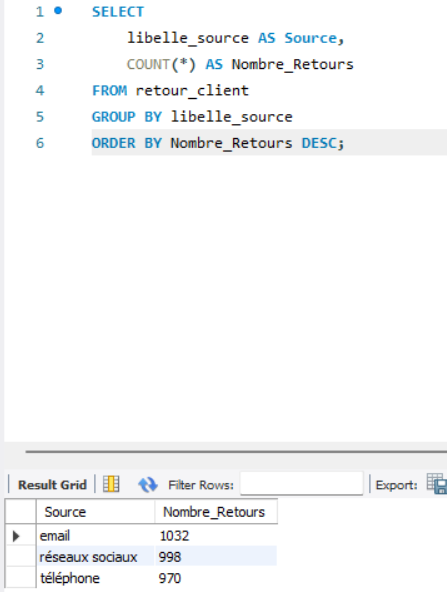 1 SELECT
2 libelle_source AS Source,
3 COUNT(*) AS Nombre_Retours
4 FROM retour_client
5 GROUP BY libelle_source
6 ORDER BY Nombre_Retours DESC;
Result Grid Filter Rows: Export:
Source Nombre_Retours
email 1032
réseaux sociaux 998
téléphone 970